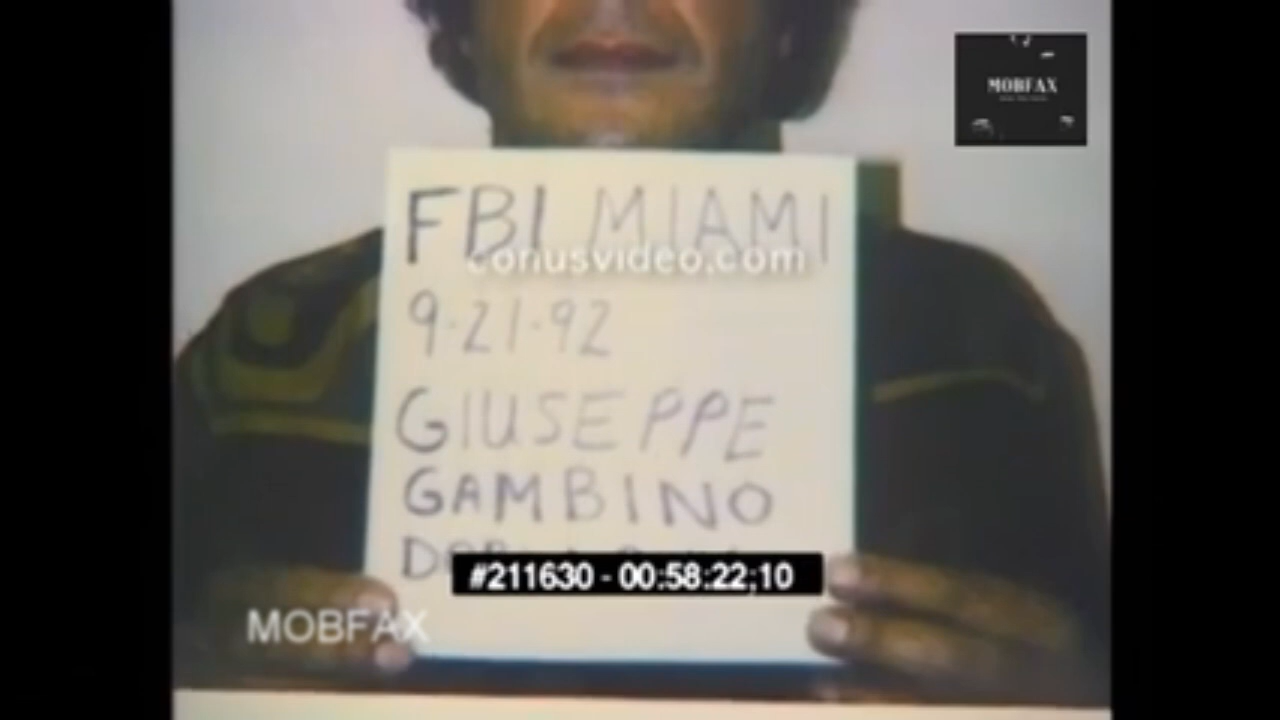 MOBFAX
FBI MIAMI
conusvideo.com
9-21-92
GIUSEPPE
GAMBINO
#211630 - 00:58:22;10
MOBFAX